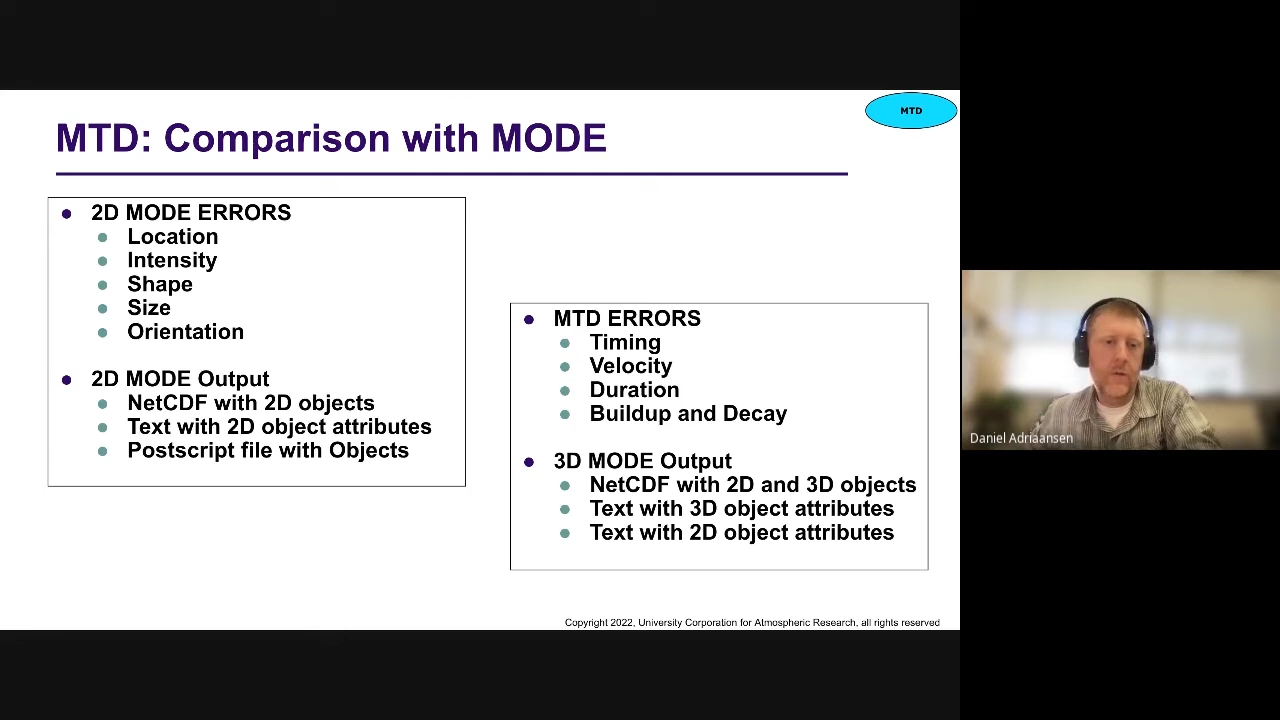 MTD
MTD: Comparison with MODE
2D MODE ERRORS
Location
Intensity
Shape
Size
Orientation
2D MODE Output
NetCDF with 2D objects
Text with 2D object attributes
Postscript file with Objects
MTD ERRORS
Timing
Velocity
Duration
Buildup and Decay
3D MODE Output
NetCDF with 2D and 3D objects
Text with 3D object attributes
Text with 2D object attributes
Daniel Adriaansen
Copyright 2022, University Corporation for Atmospheric Research, all rights reserved